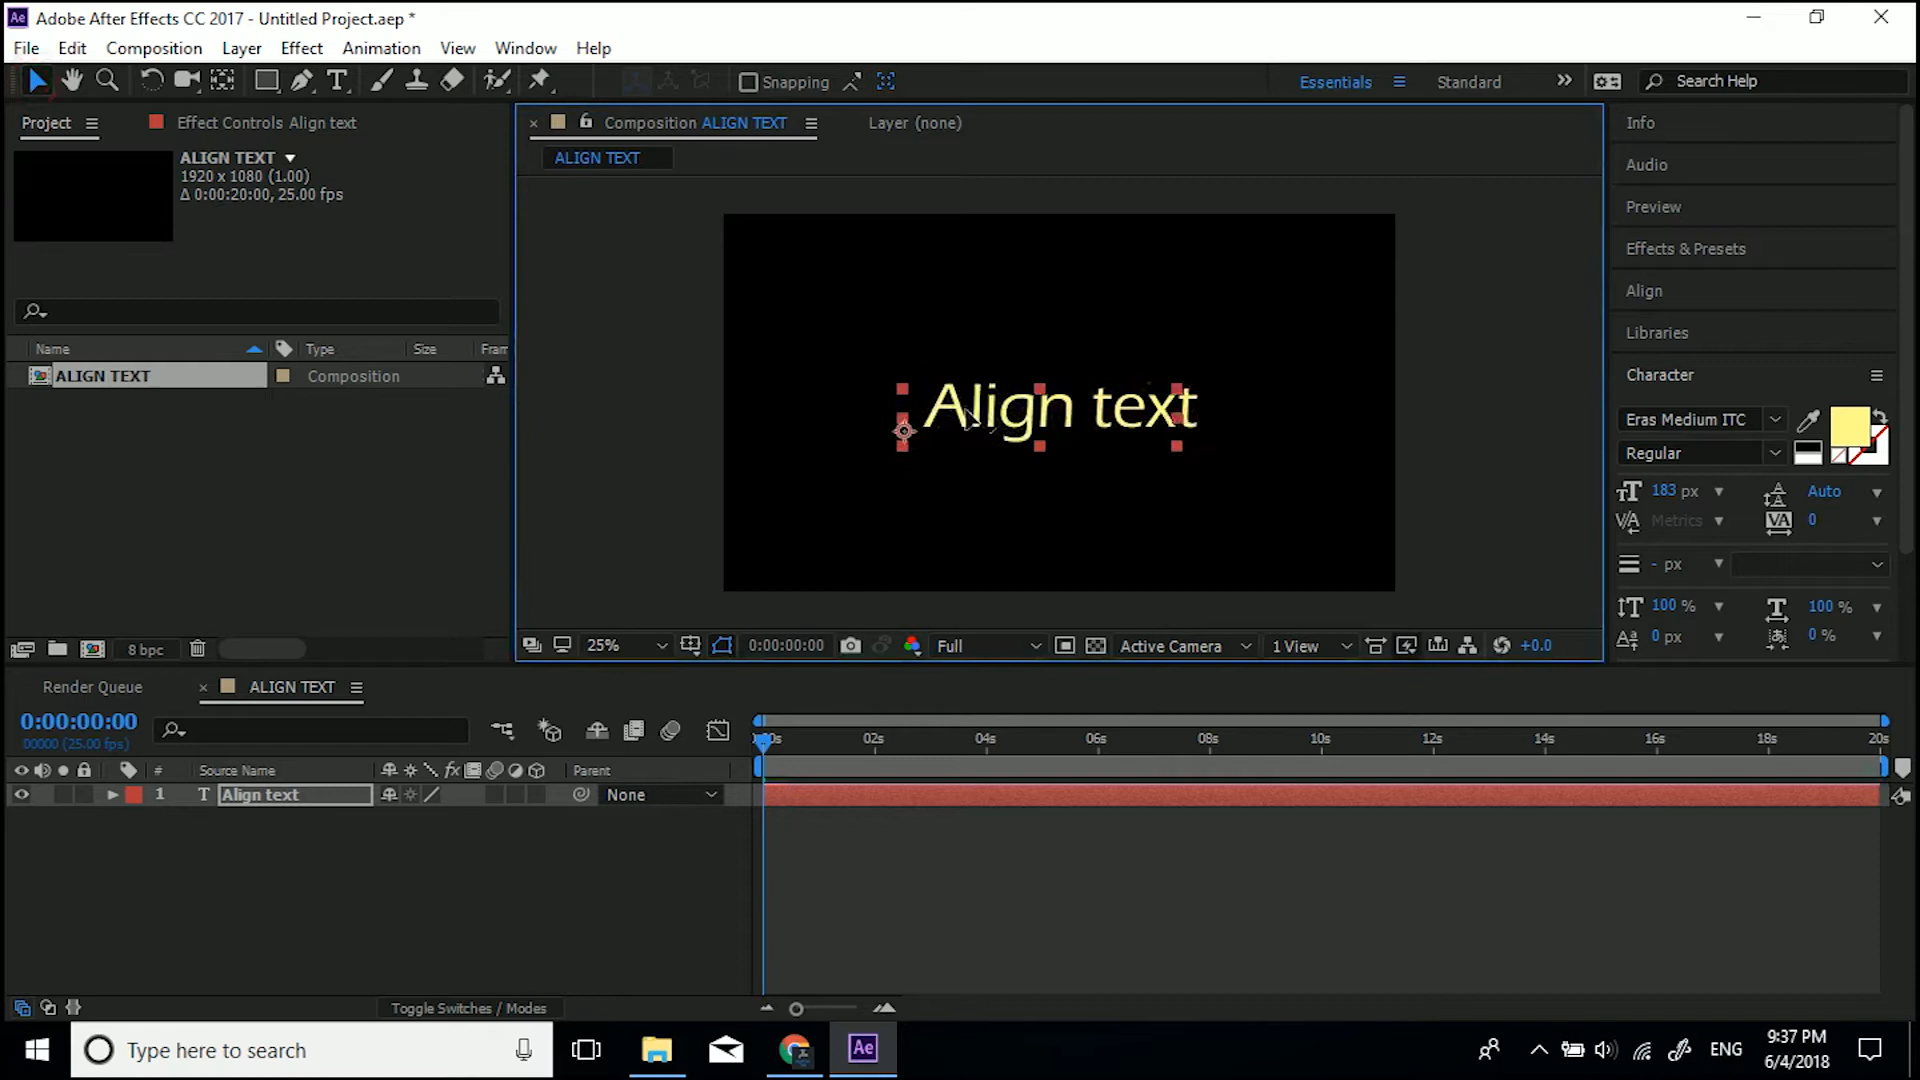 Ae Adobe After Effects CC 2017 - Untitled Project.aep *
File Edit Composition Layer Effect Animation View Window Help
T Snapping Essentials Standard Search Help
Project Effect Controls Align text Composition ALIGN TEXT Layer (none) Info
ALIGN TEXT ALIGN TEXT
1920 x 1080 (1.00)
Δ 0:00:20:00, 25.00 fps
Audio
Preview
Effects & Presets
Align
Libraries
Name Type Size Fram
ALIGN TEXT Composition
Align text
Character
Eras Medium ITC
Regular
183 px Auto
Metrics 0
- px
100 % 100 %
0 px 0 %
8 bpc 25% 0:00:00:00 Full Active Camera 1 View +0.0
Render Queue ALIGN TEXT
0:00:00:00
00000 (25.00 fps)
02s 04s 06s 08s 10s 12s 14s 16s 18s 20s
# Source Name fx Parent
1 T Align text None
Toggle Switches / Modes
Type here to search Ae ENG 9:37 PM
6/4/2018